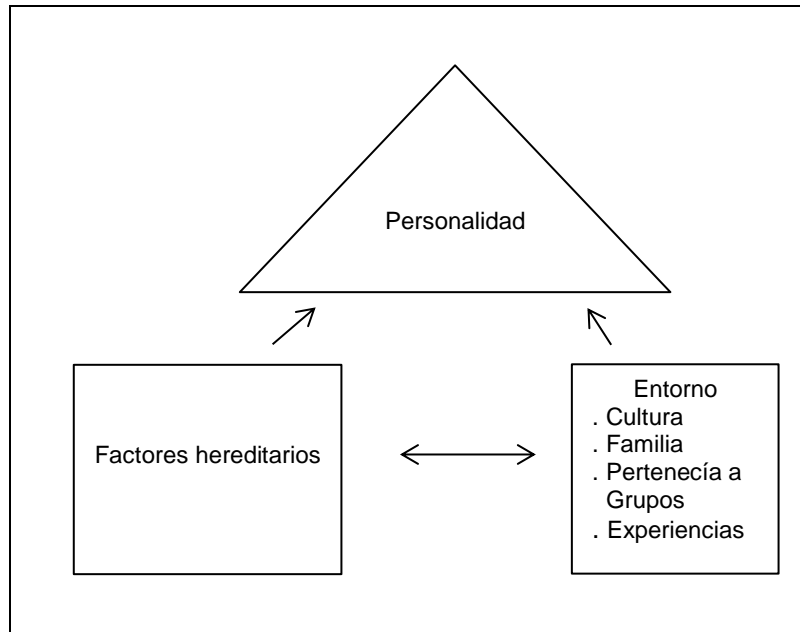 Personalidad
Factores hereditarios
Entorno
. Cultura
. Familia
. Pertenecía a
Grupos
. Experiencias